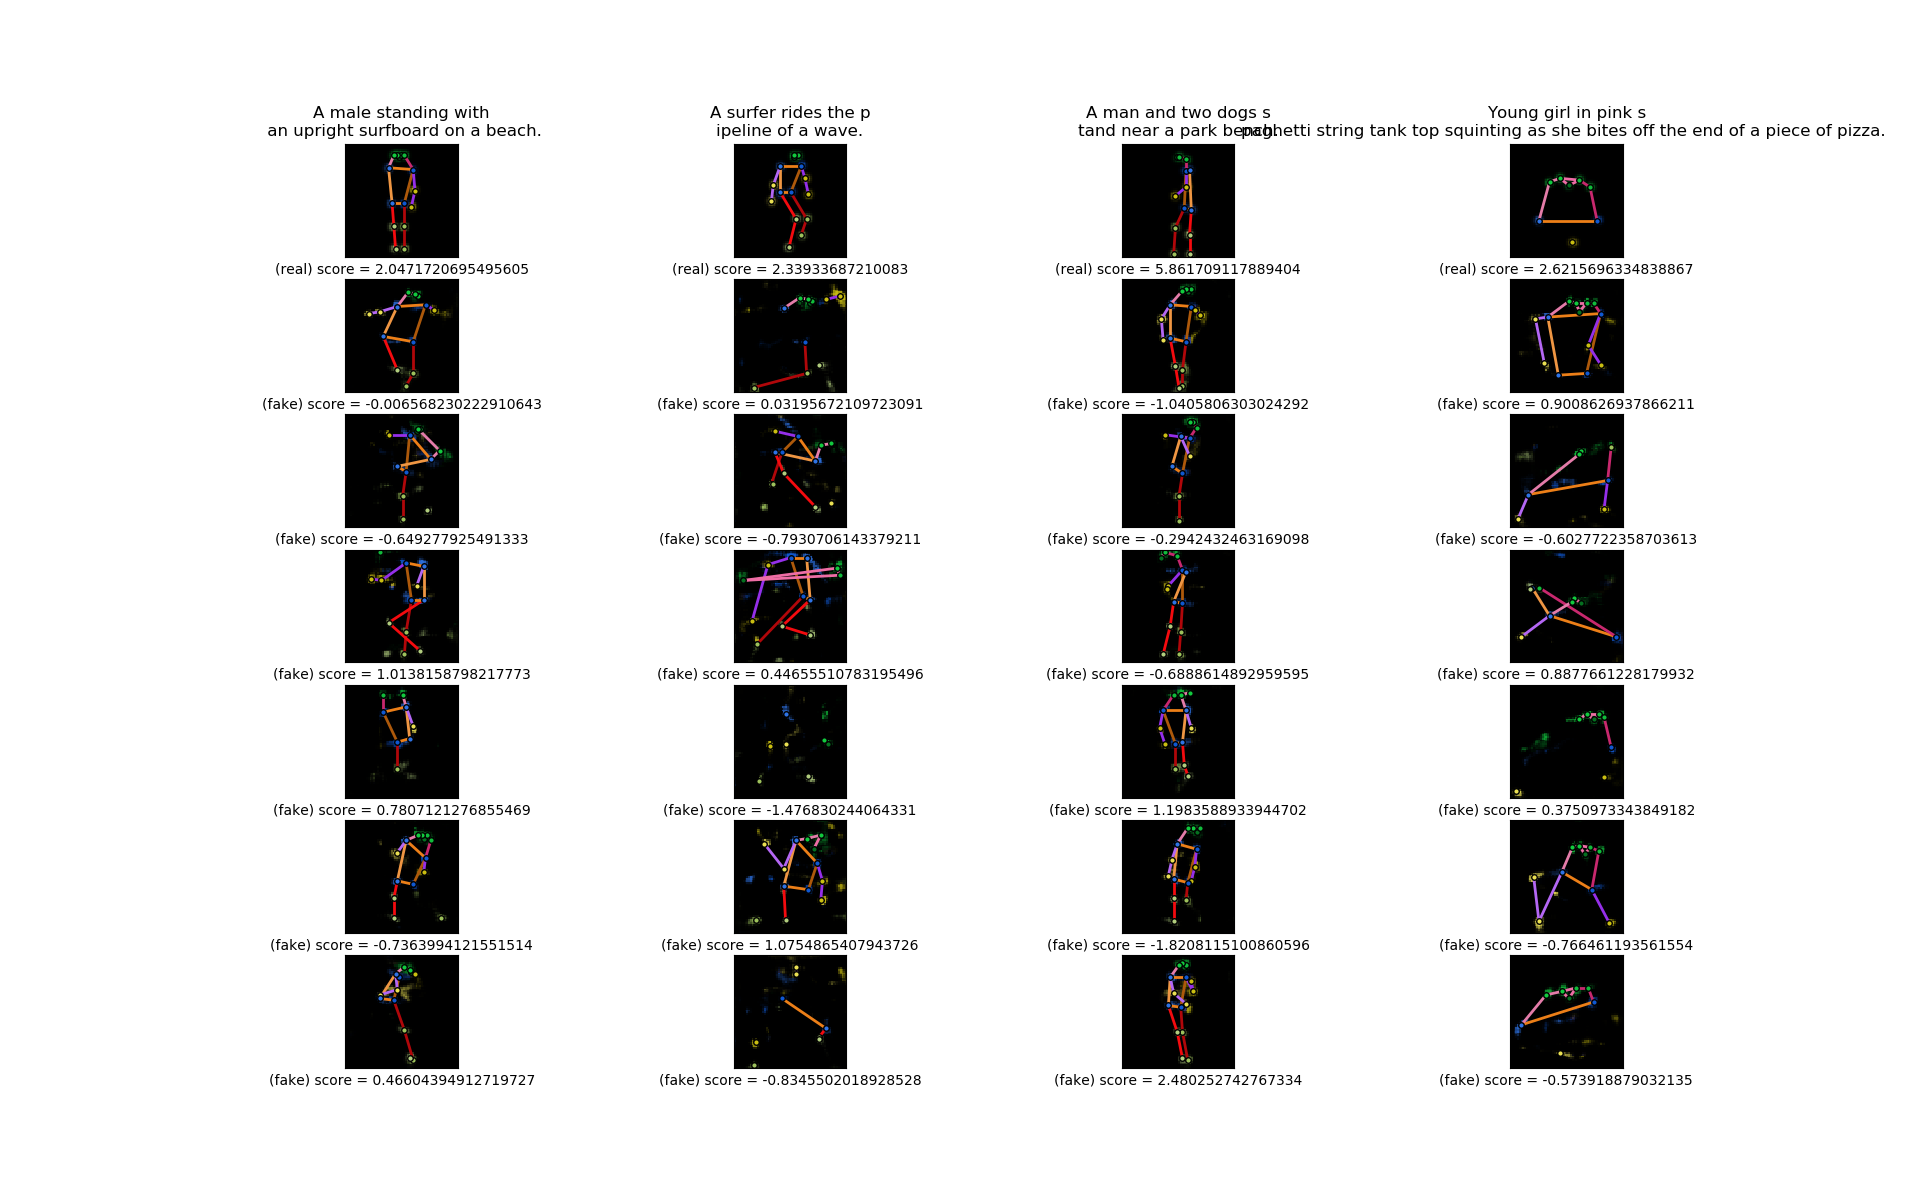 A male standing with
an upright surfboard on a beach.
A surfer rides the p
ipeline of a wave.
A man and two dogs s
tand near a park bench.
Young girl in pink s
paghetti string tank top squinting as she bites off the end of a piece of pizza.
(real) score = 2.0471720695495605
(real) score = 2.33933687210083
(real) score = 5.861709117889404
(real) score = 2.6215696334838867
(fake) score = -0.006568230222910643
(fake) score = 0.03195672109723091
(fake) score = -1.0405806303024292
(fake) score = 0.9008626937866211
(fake) score = -0.649277925491333
(fake) score = -0.7930706143379211
(fake) score = -0.2942432463169098
(fake) score = -0.6027722358703613
(fake) score = 1.0138158798217773
(fake) score = 0.44655510783195496
(fake) score = -0.6888614892959595
(fake) score = 0.8877661228179932
(fake) score = 0.7807121276855469
(fake) score = -1.476830244064331
(fake) score = 1.1983588933944702
(fake) score = 0.3750973343849182
(fake) score = -0.7363994121551514
(fake) score = 1.0754865407943726
(fake) score = -1.8208115100860596
(fake) score = -0.766461193561554
(fake) score = 0.46604394912719727
(fake) score = -0.8345502018928528
(fake) score = 2.480252742767334
(fake) score = -0.573918879032135